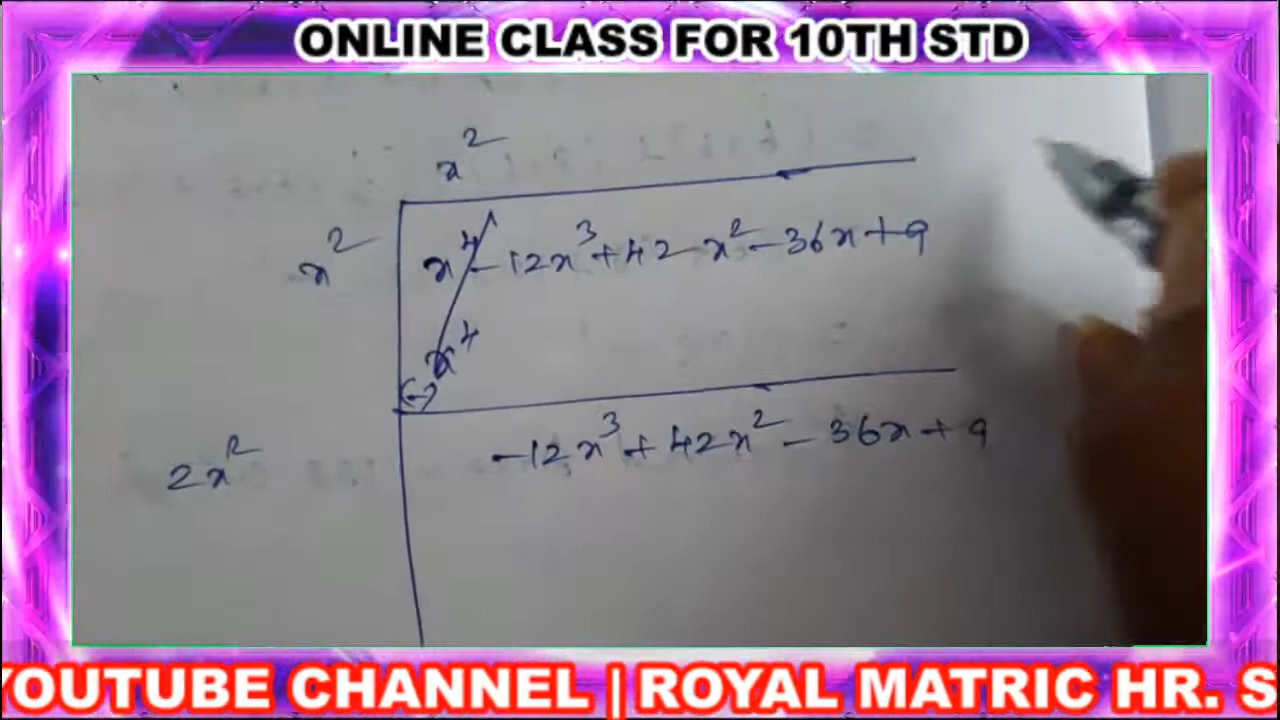 ONLINE CLASS FOR 10TH STD
x²
x² x⁴ - 12x³ + 42x² - 36x + 9
x⁴
(-)
2x² -12x³ + 42x² - 36x + 9
YOUTUBE CHANNEL | ROYAL MATRIC HR. S